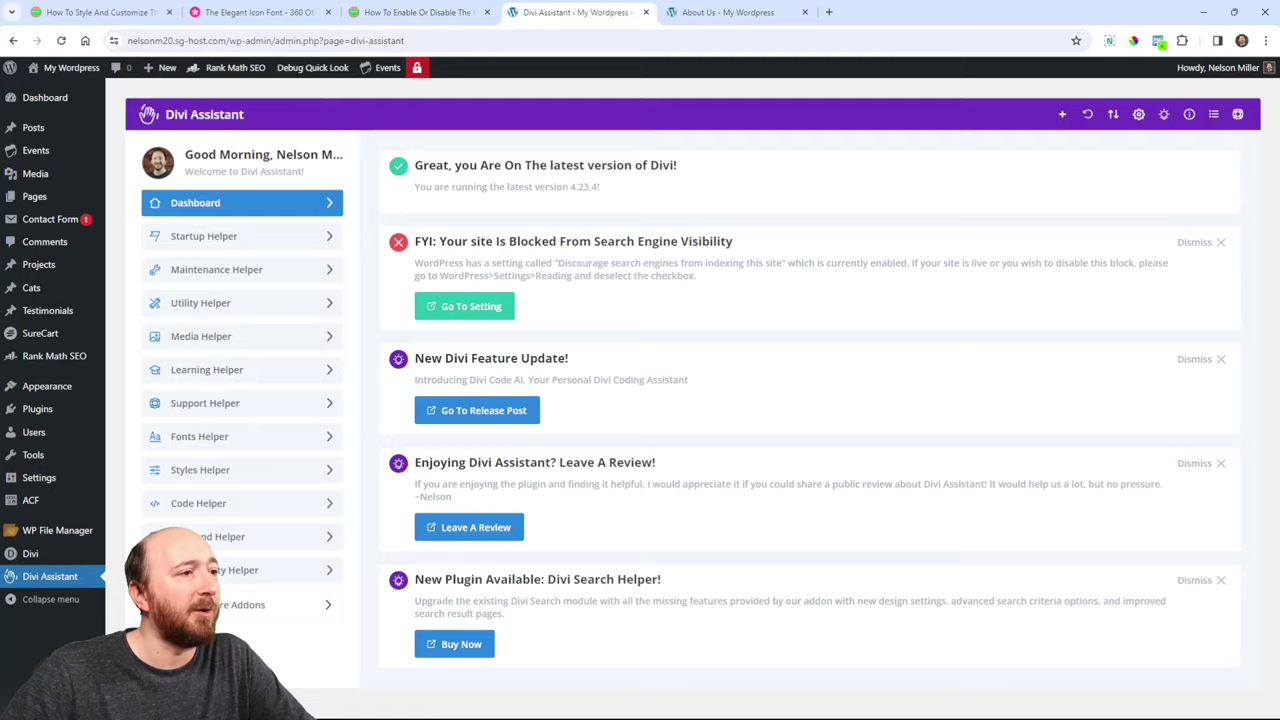 How To Style And Customize Th
The Elegant Icon Font - 360 Of
How To Enable Or Disable The
Divi Assistant ‹ My Wordpress –
About Us - My Wordpress
nelsonm20.sg-host.com/wp-admin/admin.php?page=divi-assistant
My Wordpress
New
Rank Math SEO
Debug Quick Look
Events
Howdy, Nelson Miller
Dashboard
Posts
Events
Media
Pages
Contact Form 1
Comments
Projects
Cats
Testimonials
SureCart
Rank Math SEO
Appearance
Plugins
Users
Tools
Settings
ACF
WP File Manager
Divi
Divi Assistant
Collapse menu
Divi Assistant
Good Morning, Nelson M...
Welcome to Divi Assistant!
Dashboard
Startup Helper
Maintenance Helper
Utility Helper
Media Helper
Learning Helper
Support Helper
Fonts Helper
Styles Helper
Code Helper
Helper
Helper
Addons
Great, you Are On The latest version of Divi!
You are running the latest version 4.23.4!
FYI: Your site Is Blocked From Search Engine Visibility
Dismiss
WordPress has a setting called "Discourage search engines from indexing this site" which is currently enabled. If your site is live or you wish to disable this block, please
go to WordPress>Settings>Reading and deselect the checkbox.
Go To Setting
New Divi Feature Update!
Dismiss
Introducing Divi Code AI, Your Personal Divi Coding Assistant
Go To Release Post
Enjoying Divi Assistant? Leave A Review!
Dismiss
If you are enjoying the plugin and finding it helpful. I would appreciate it if you could share a public review about Divi Assistant! It would help us a lot, but no pressure.
~Nelson
Leave A Review
New Plugin Available: Divi Search Helper!
Dismiss
Upgrade the existing Divi Search module with all the missing features provided by our addon with new design settings, advanced search criteria options, and improved
search result pages.
Buy Now